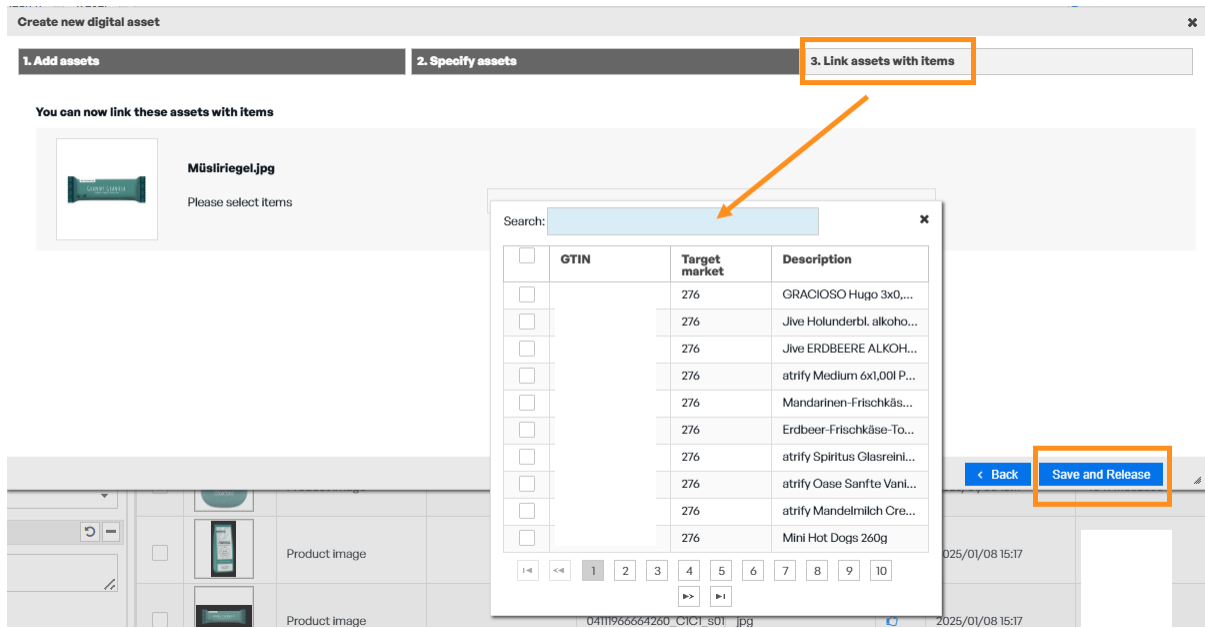 Create new digital asset
1. Add assets
2. Specify assets
3. Link assets with items
You can now link these assets with items
Müsliriegel.jpg
Please select items
Search:
GTIN
Target
market
Description
276
GRACIOSO Hugo 3x0,...
276
Jive Holunderbl. alkoho...
276
Jive ERDBEERE ALKOH...
276
atrify Medium 6x1,00l P...
276
Mandarinen-Frischkäs...
276
Erdbeer-Frischkäse-To...
276
atrify Spiritus Glasreini...
276
atrify Oase Sanfte Vani...
276
atrify Mandelmilch Cre...
276
Mini Hot Dogs 260g
1 2 3 4 5 6 7 8 9 10
< Back
Save and Release
Product image
025/01/08 15:17
Product image
04111966664260_C1C1_s01
jpg
2025/01/08 15:17